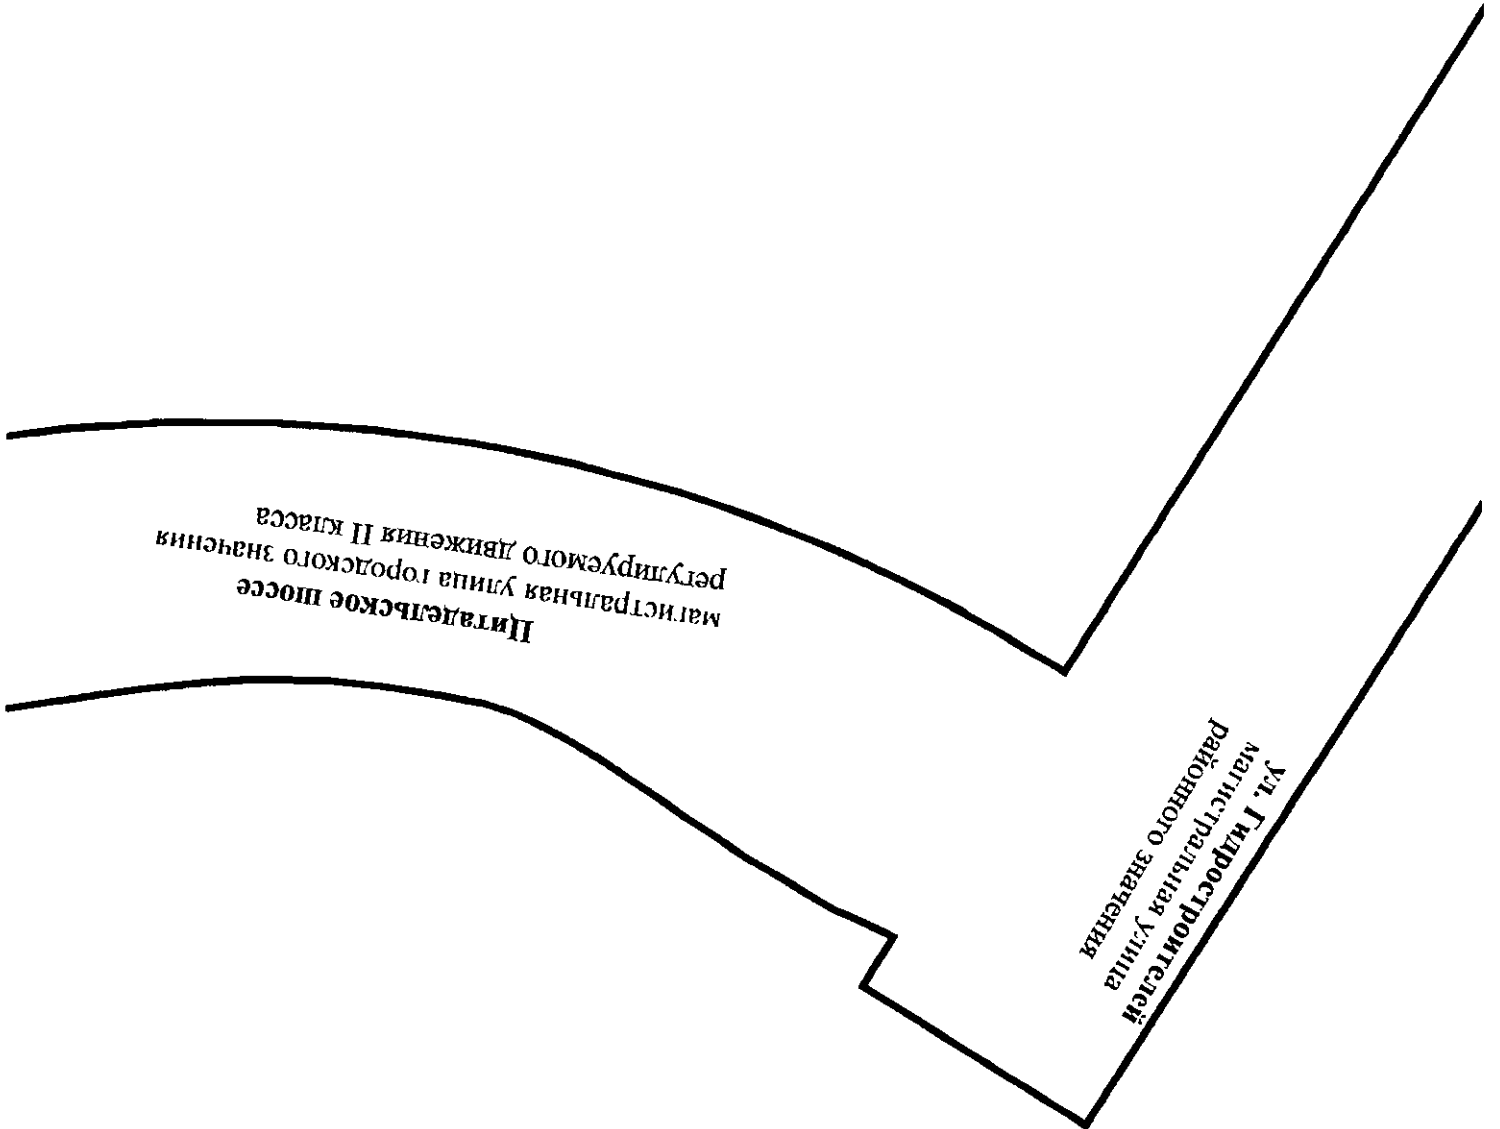 Цитадельское шоссе
магистральная улица городского значения
регулируемого движения II класса
ул. Гидростроителей
магистральная улица
районного значения